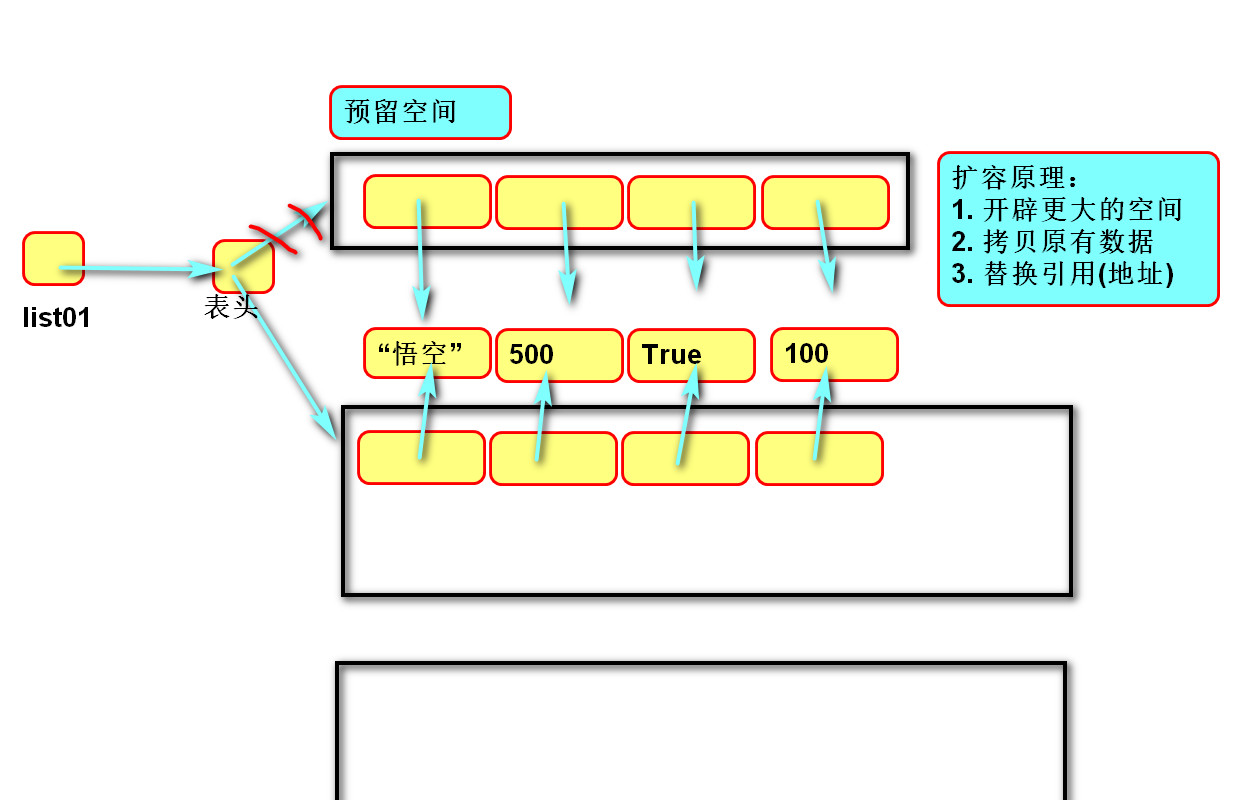 预留空间
扩容原理：
1. 开辟更大的空间
2. 拷贝原有数据
3. 替换引用(地址)
list01
表头
“悟空”
500
True
100